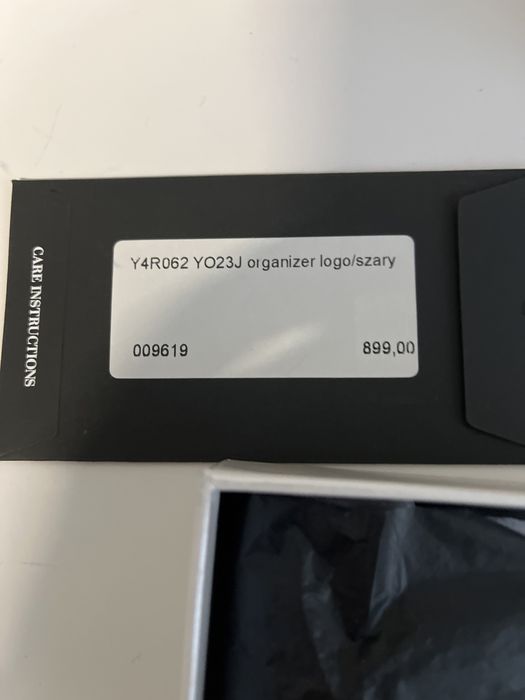 CARE INSTRUCTIONS
Y4R062 YO23J organizer logo/szary
009619 899,00